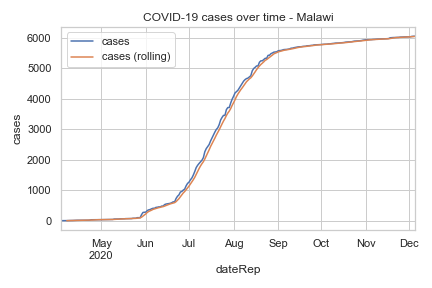 COVID-19 cases over time - Malawi
cases
cases (rolling)
6000
5000
4000
3000
2000
1000
0
cases
May Jun Jul Aug Sep Oct Nov Dec
2020
dateRep